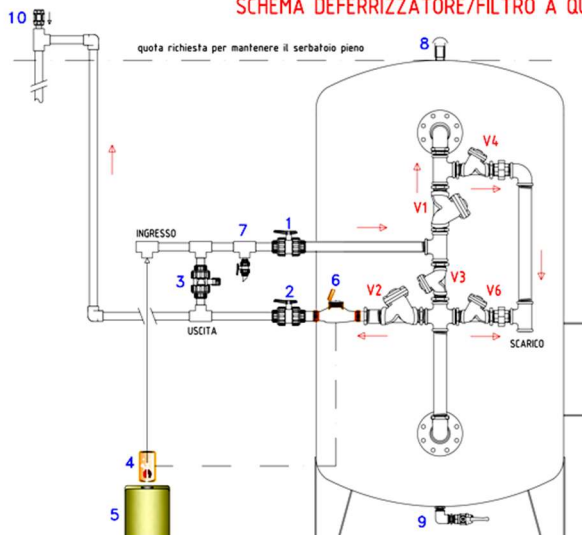 SCHEMA DEFERRIZZATORE/FILTRO A QU
10
quota richiesta per mantenere il serbatoio pieno
8
V4
V1
INGRESSO
7
1
3
6
2
V2
V3
V6
USCITA
SCARICO
4
5
9